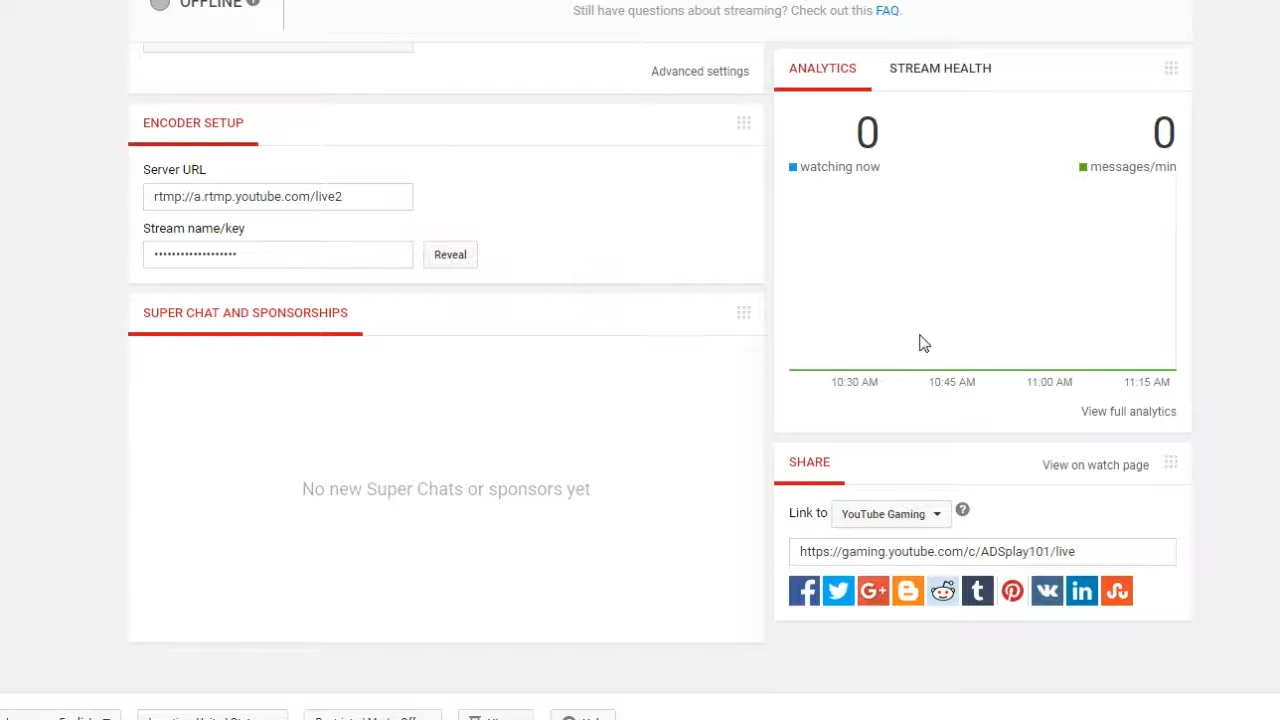 OFFLINE
Still have questions about streaming? Check out this FAQ.
Advanced settings
ENCODER SETUP
Server URL
rtmp://a.rtmp.youtube.com/live2
Stream name/key
••••••••••••••••••• Reveal
SUPER CHAT AND SPONSORSHIPS
No new Super Chats or sponsors yet
ANALYTICS STREAM HEALTH
0 0
watching now messages/min
10:30 AM 10:45 AM 11:00 AM 11:15 AM
View full analytics
SHARE View on watch page
Link to YouTube Gaming ?
https://gaming.youtube.com/c/ADSplay101/live
f G+ t in